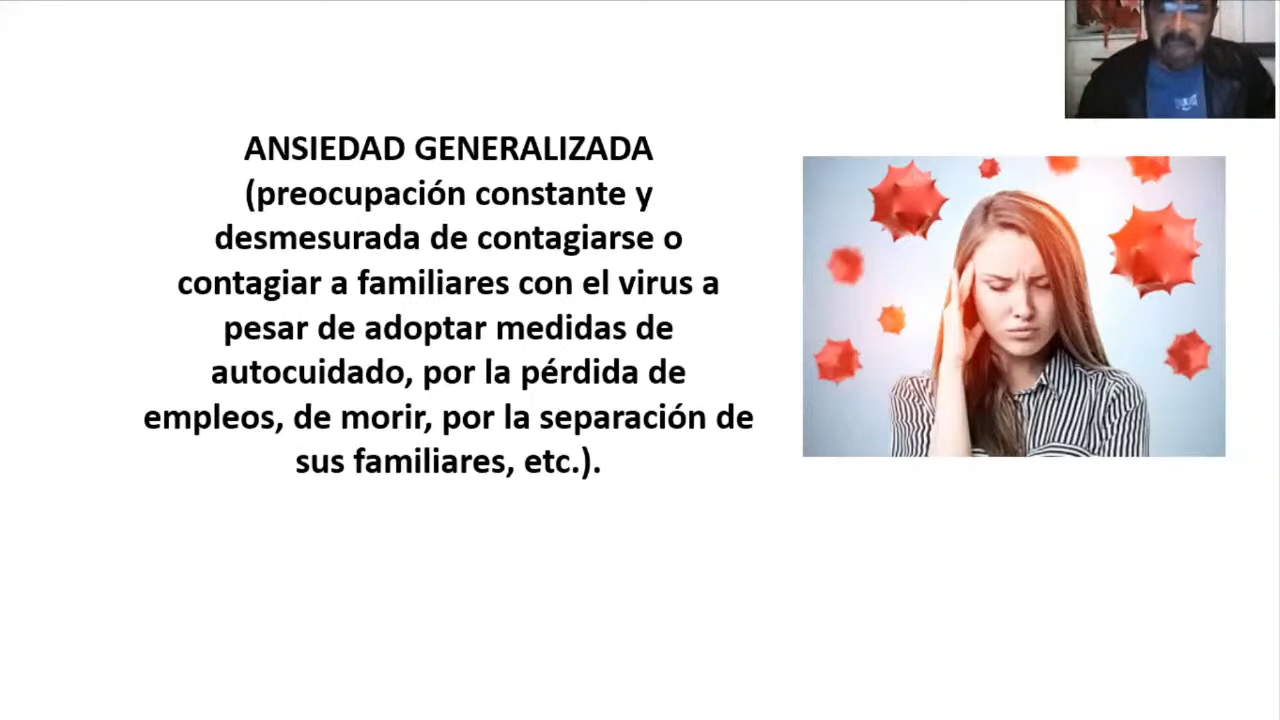 ANSIEDAD GENERALIZADA
(preocupación constante y
desmesurada de contagiarse o
contagiar a familiares con el virus a
pesar de adoptar medidas de
autocuidado, por la pérdida de
empleos, de morir, por la separación de
sus familiares, etc.).